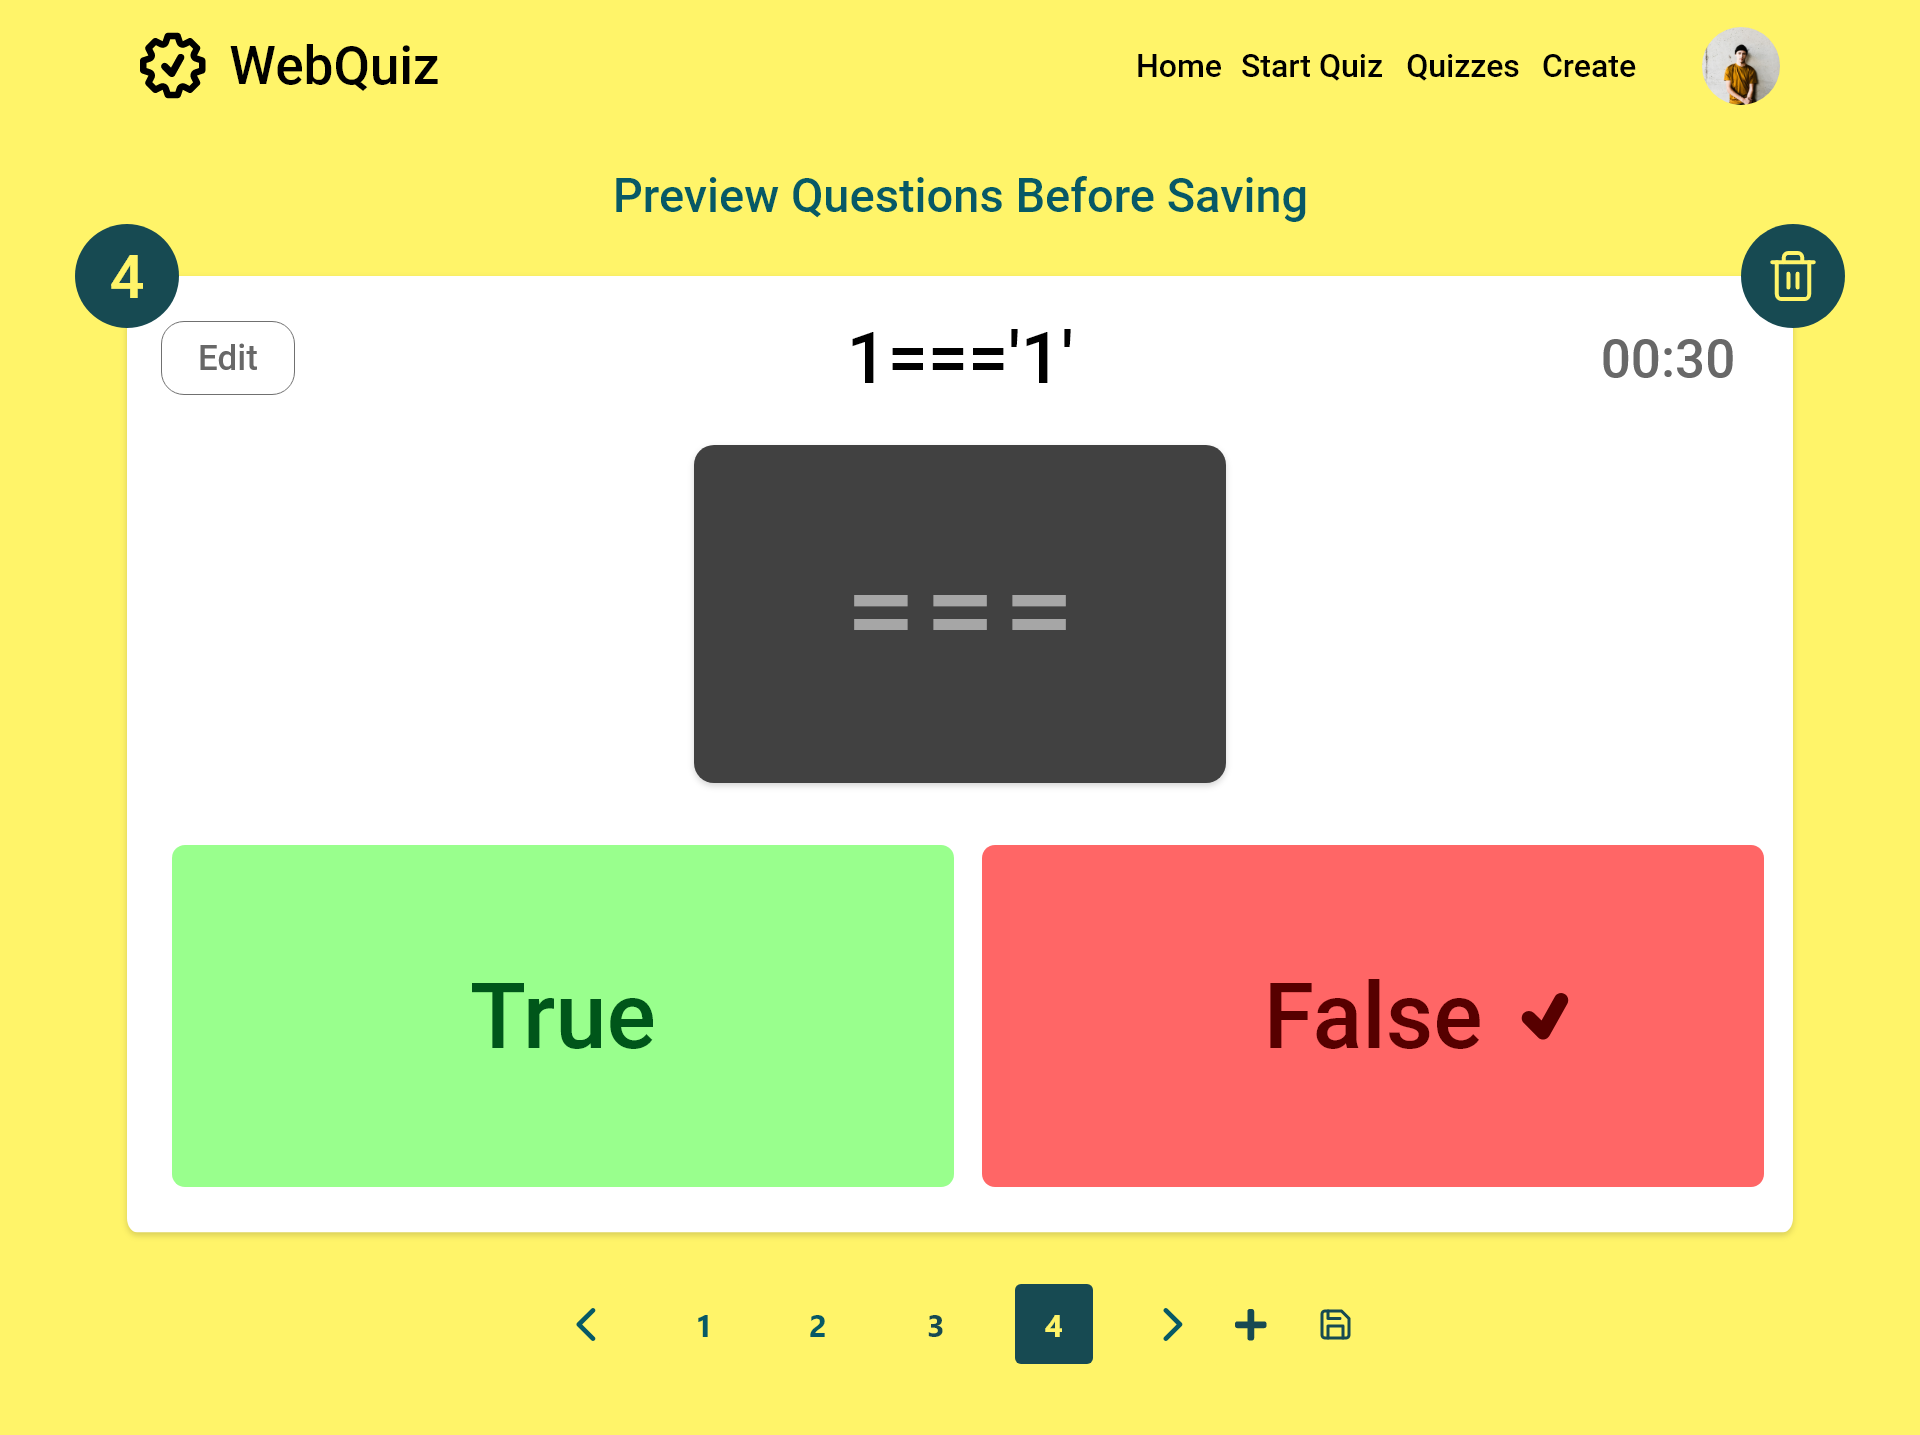 WebQuiz
Home Start Quiz Quizzes Create
Preview Questions Before Saving
4
Edit
1==='1'
00:30
===
True
False
1 2 3 4